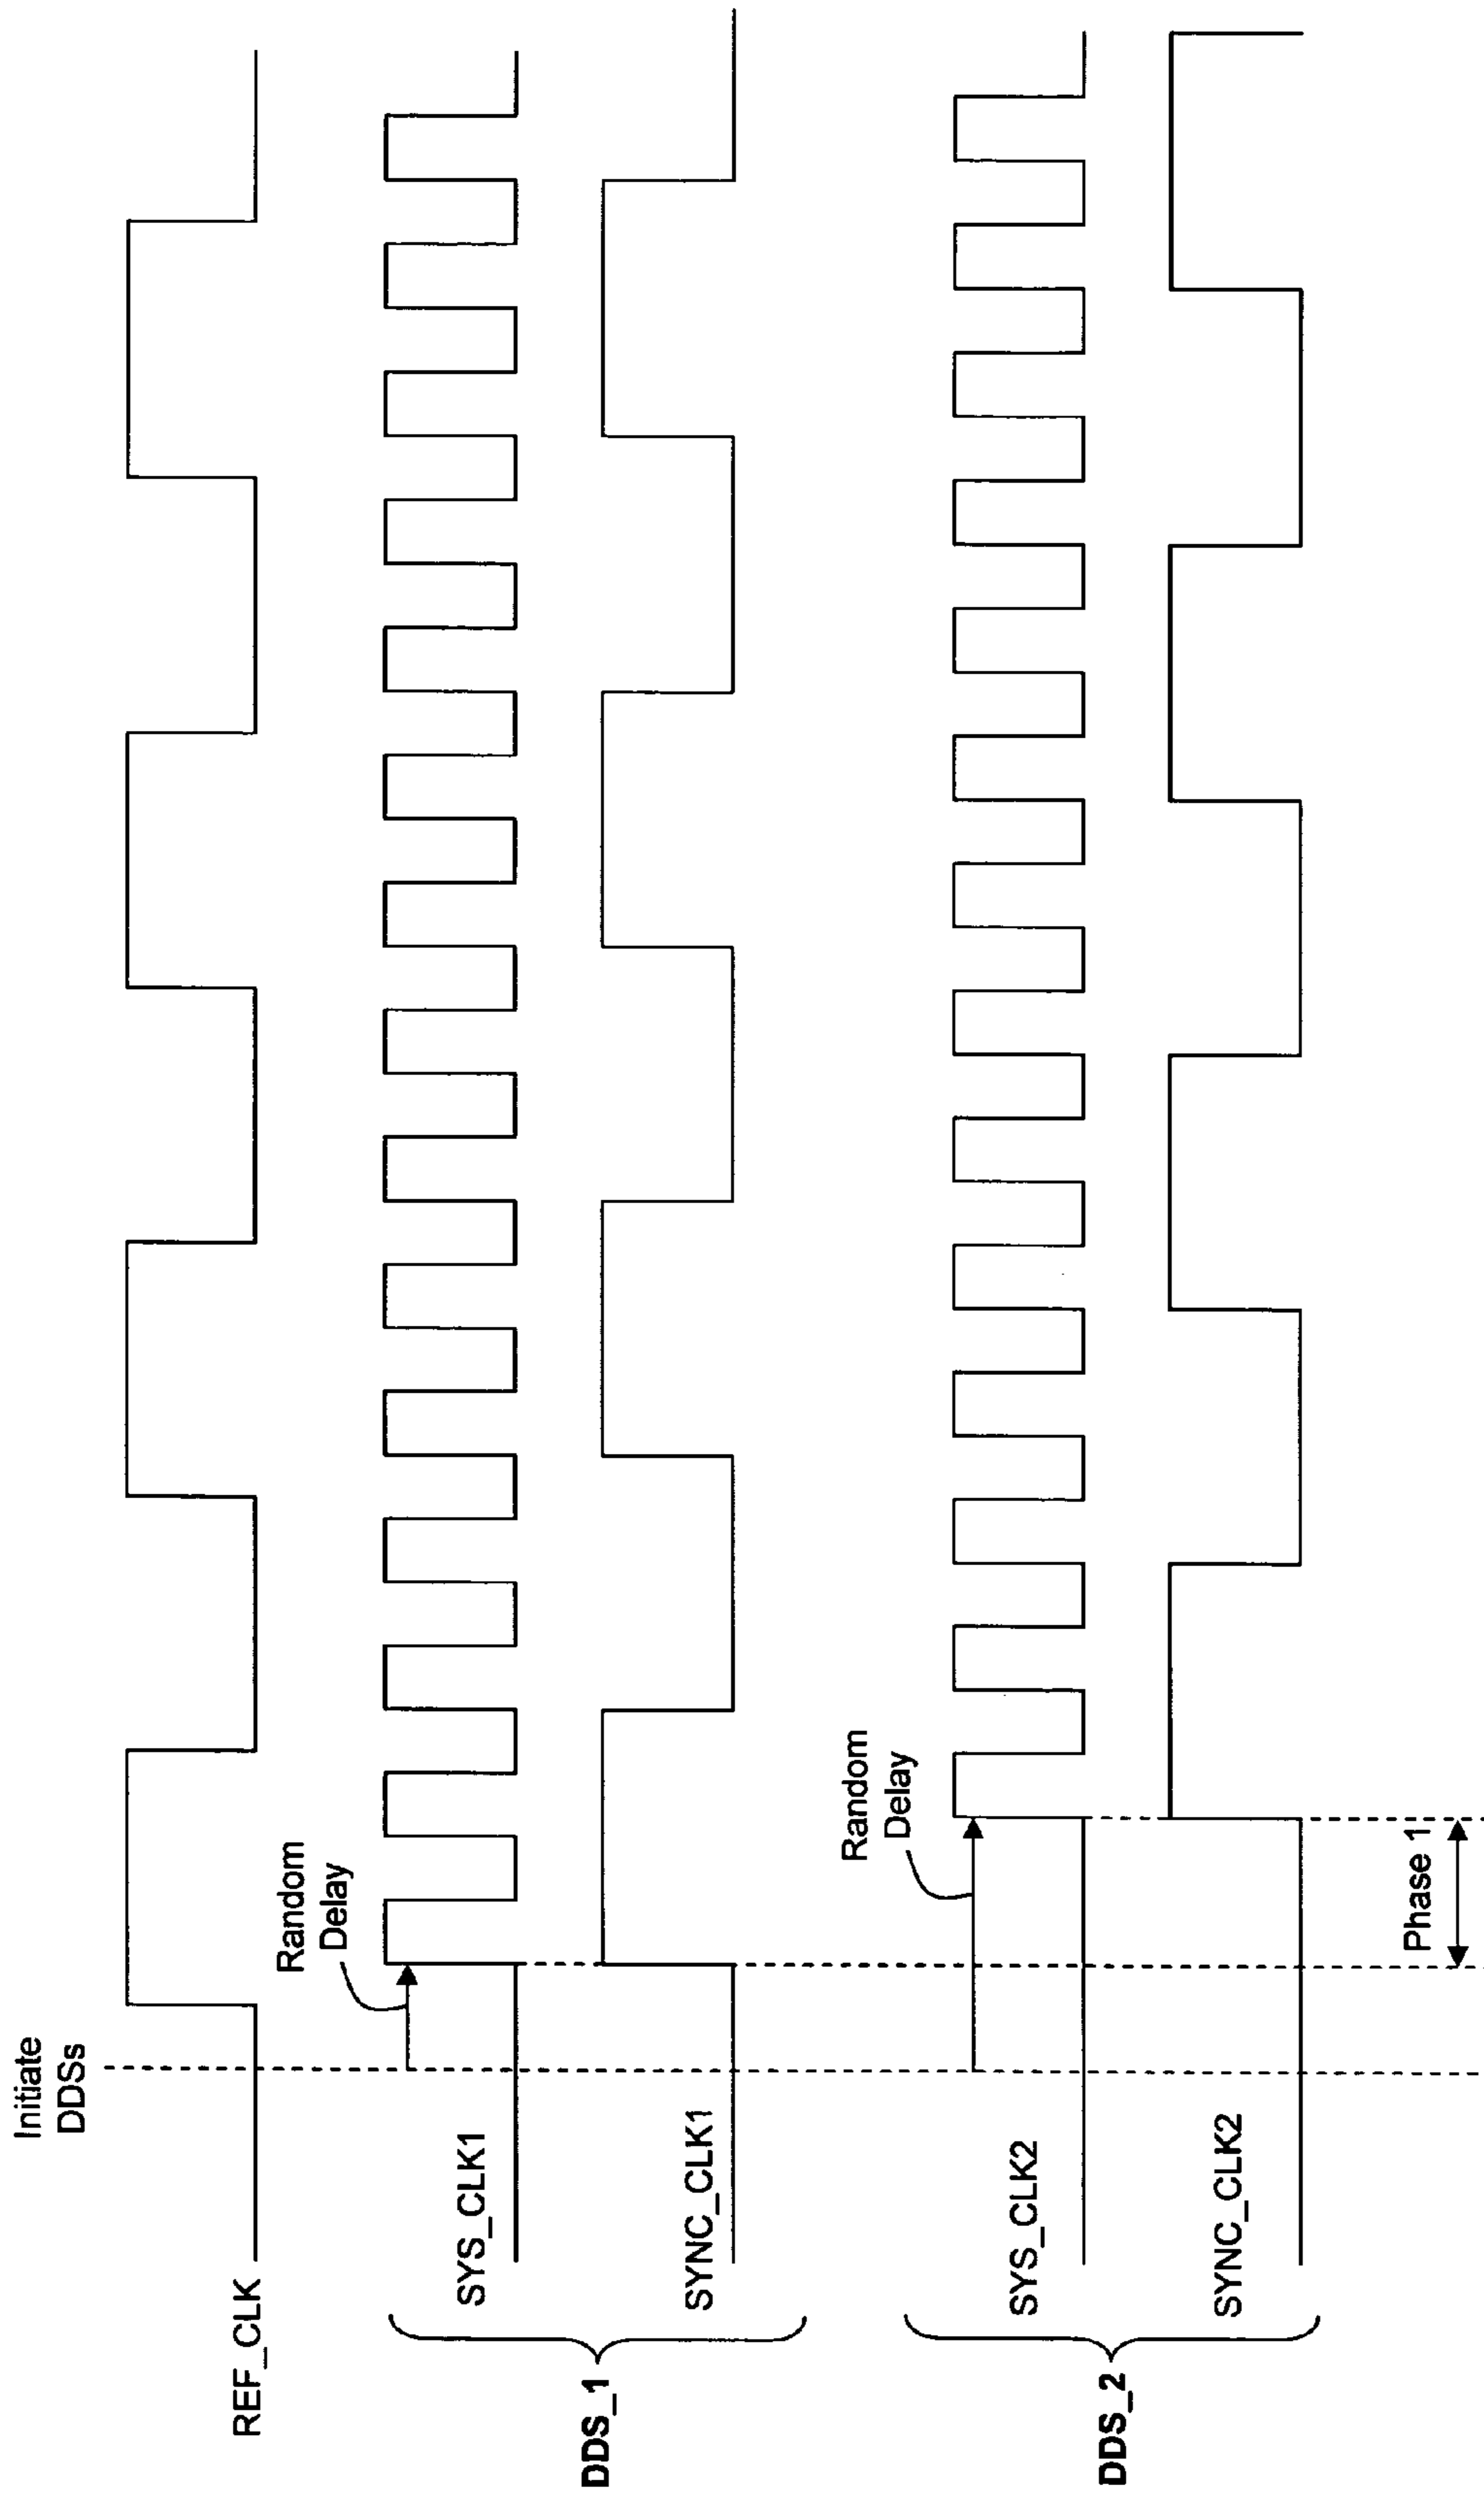 Initiate
DDSs
REF_CLK
Random
Delay
SYS_CLK1
SYNC_CLK1
DDS_1
Random
Delay
SYS_CLK2
SYNC_CLK2
DDS_2
Phase 1